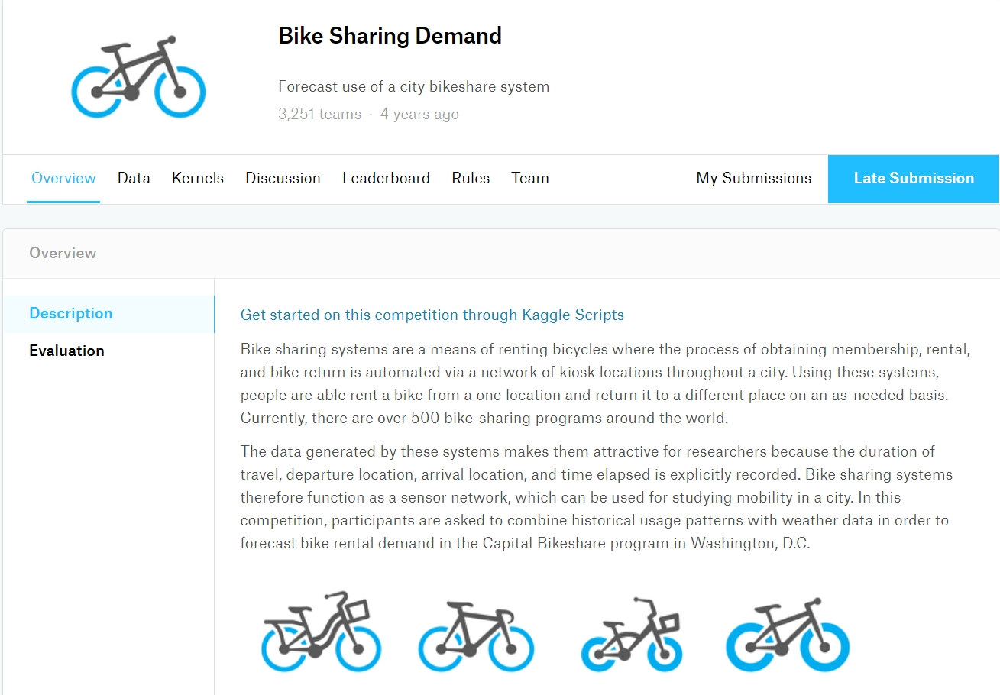 Bike Sharing Demand
Forecast use of a city bikeshare system
3,251 teams · 4 years ago
Overview Data Kernels Discussion Leaderboard Rules Team My Submissions Late Submission
Overview
Description
Evaluation
Get started on this competition through Kaggle Scripts
Bike sharing systems are a means of renting bicycles where the process of obtaining membership, rental,
and bike return is automated via a network of kiosk locations throughout a city. Using these systems,
people are able rent a bike from a one location and return it to a different place on an as-needed basis.
Currently, there are over 500 bike-sharing programs around the world.
The data generated by these systems makes them attractive for researchers because the duration of
travel, departure location, arrival location, and time elapsed is explicitly recorded. Bike sharing systems
therefore function as a sensor network, which can be used for studying mobility in a city. In this
competition, participants are asked to combine historical usage patterns with weather data in order to
forecast bike rental demand in the Capital Bikeshare program in Washington, D.C.